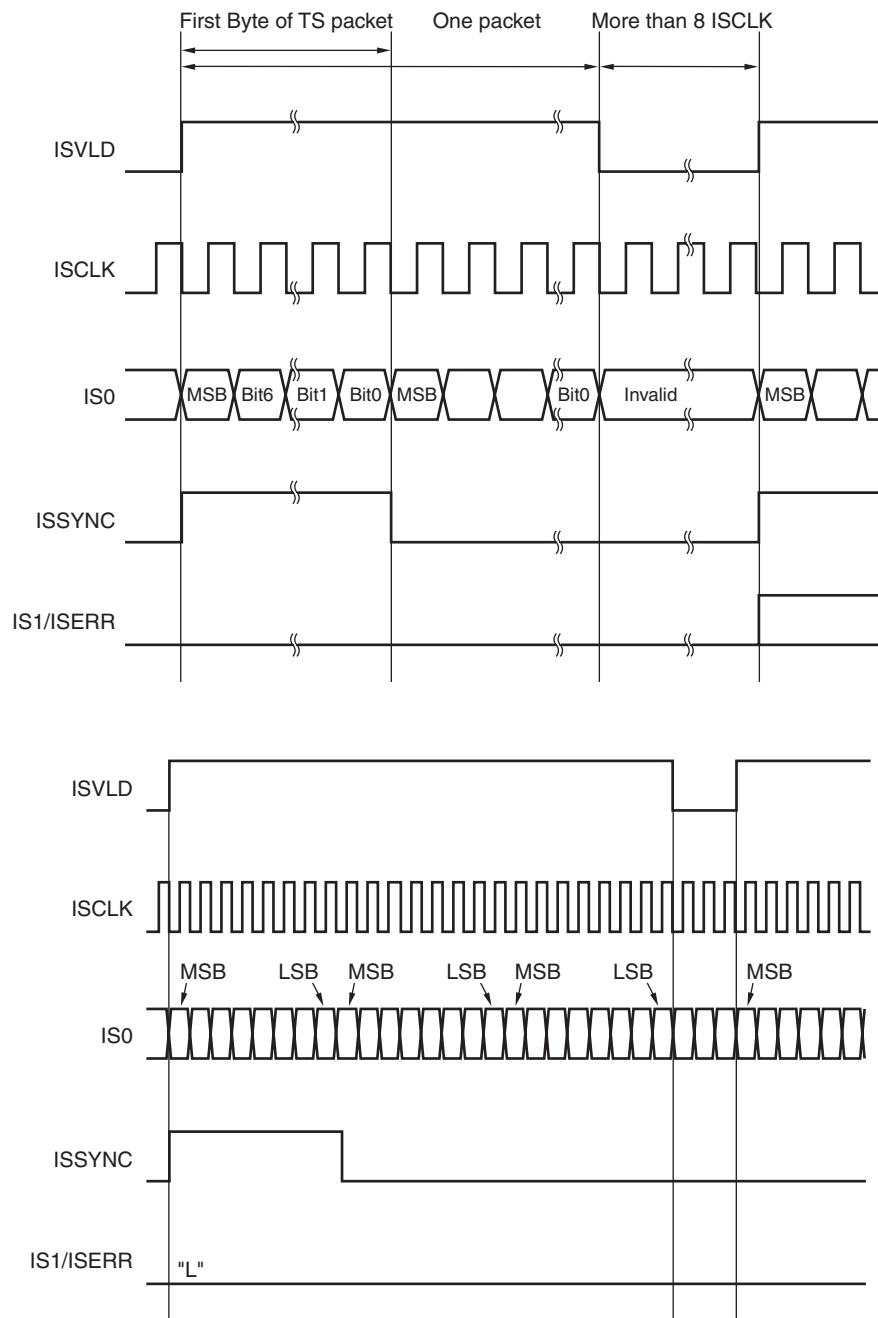 First Byte of TS packet One packet More than 8 ISCLK
ISVLD
ISCLK
IS0 MSB Bit6 Bit1 Bit0 MSB Bit0 Invalid MSB
ISSYNC
IS1/ISERR
ISVLD
ISCLK
MSB LSB MSB LSB MSB LSB MSB
IS0
ISSYNC
IS1/ISERR "L"